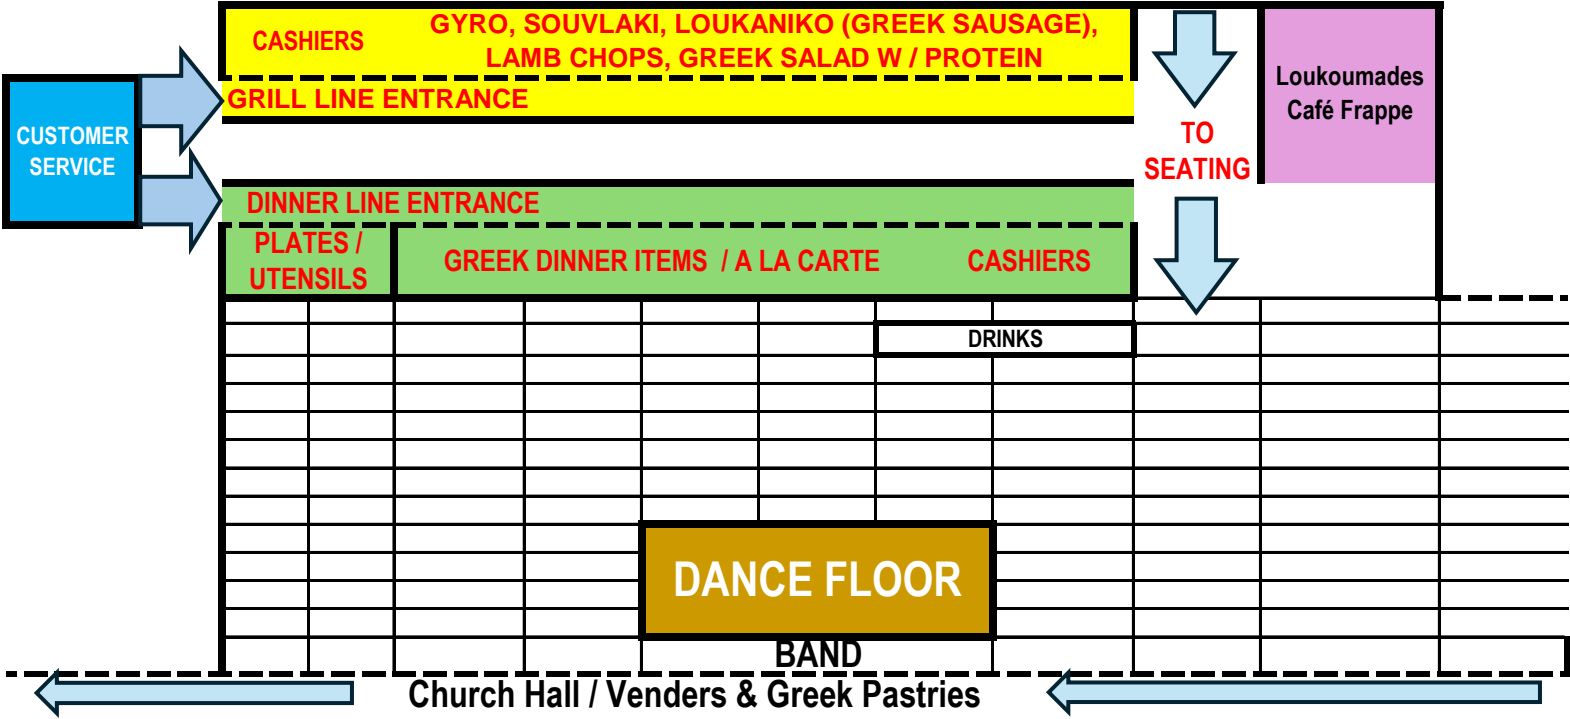 CASHIERS
GYRO, SOUVLAKI, LOUKANIKO (GREEK SAUSAGE),
LAMB CHOPS, GREEK SALAD W / PROTEIN
GRILL LINE ENTRANCE
CUSTOMER
SERVICE
TO
SEATING
Loukoumades
Café Frappe
DINNER LINE ENTRANCE
PLATES /
UTENSILS
GREEK DINNER ITEMS / A LA CARTE
CASHIERS
DRINKS
DANCE FLOOR
BAND
Church Hall / Venders & Greek Pastries